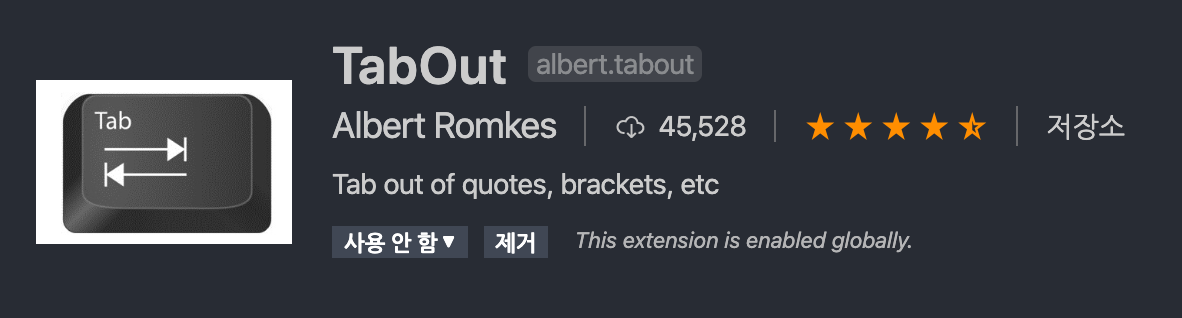 Tab
TabOut albert.tabout
Albert Romkes 45,528 저장소
Tab out of quotes, brackets, etc
사용 안 함▼ 제거 This extension is enabled globally.